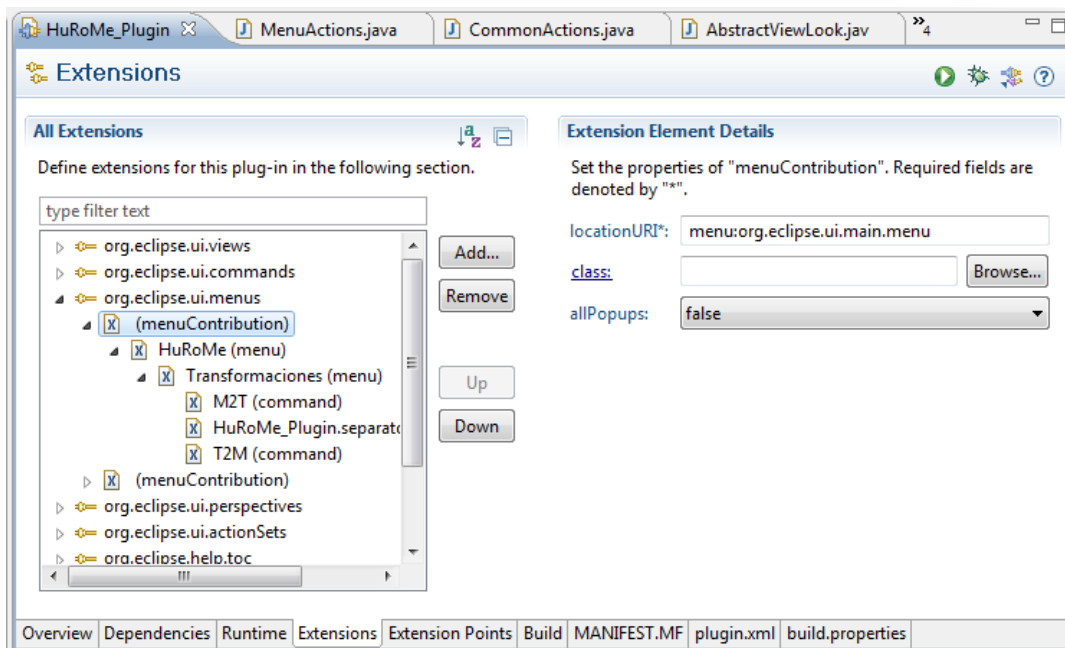 HuRoMe_Plugin MenuActions.java CommonActions.java AbstractViewLook.jav »4
Extensions
All Extensions
Define extensions for this plug-in in the following section.
type filter text
org.eclipse.ui.views
org.eclipse.ui.commands
org.eclipse.ui.menus
(menuContribution)
HuRoMe (menu)
Transformaciones (menu)
M2T (command)
HuRoMe_Plugin.separato
T2M (command)
(menuContribution)
org.eclipse.ui.perspectives
org.eclipse.ui.actionSets
org.eclipse.help.toc
Add...
Remove
Up
Down
Extension Element Details
Set the properties of "menuContribution". Required fields are
denoted by "*".
locationURI*: menu:org.eclipse.ui.main.menu
class: Browse...
allPopups: false
Overview Dependencies Runtime Extensions Extension Points Build MANIFEST.MF plugin.xml build.properties